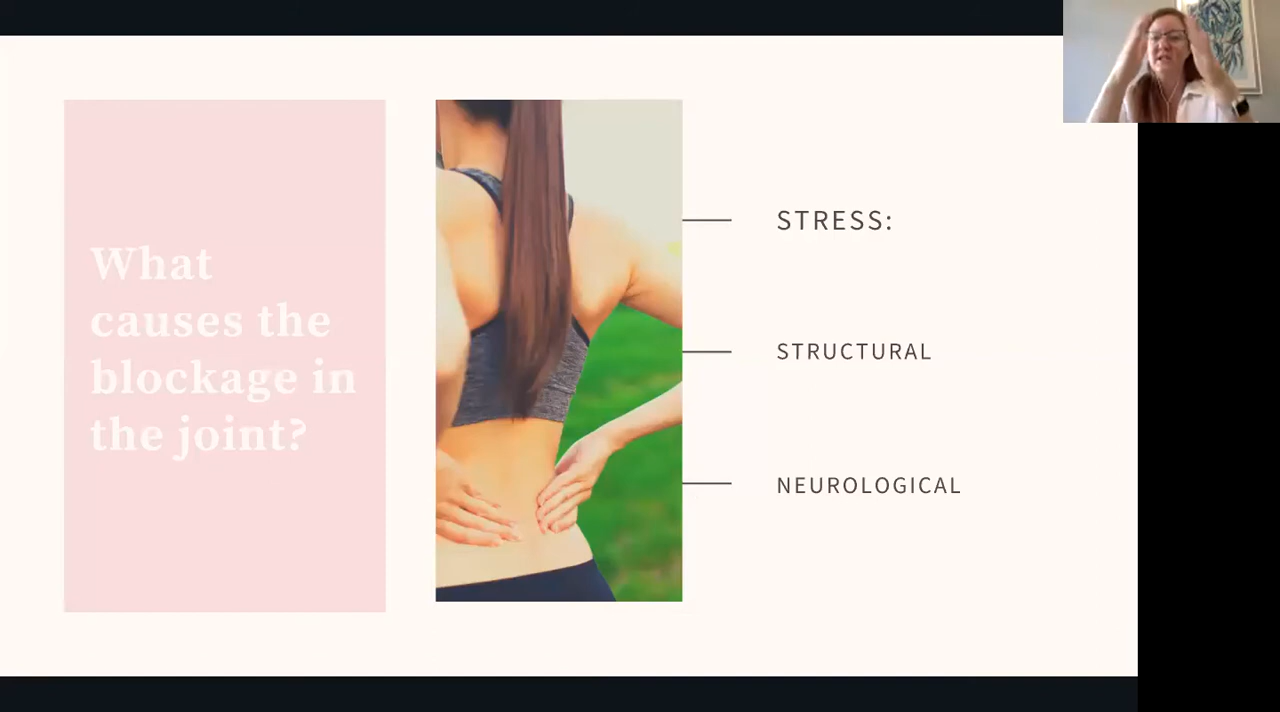 What
causes the
blockage in
the joint?
STRESS:
STRUCTURAL
NEUROLOGICAL